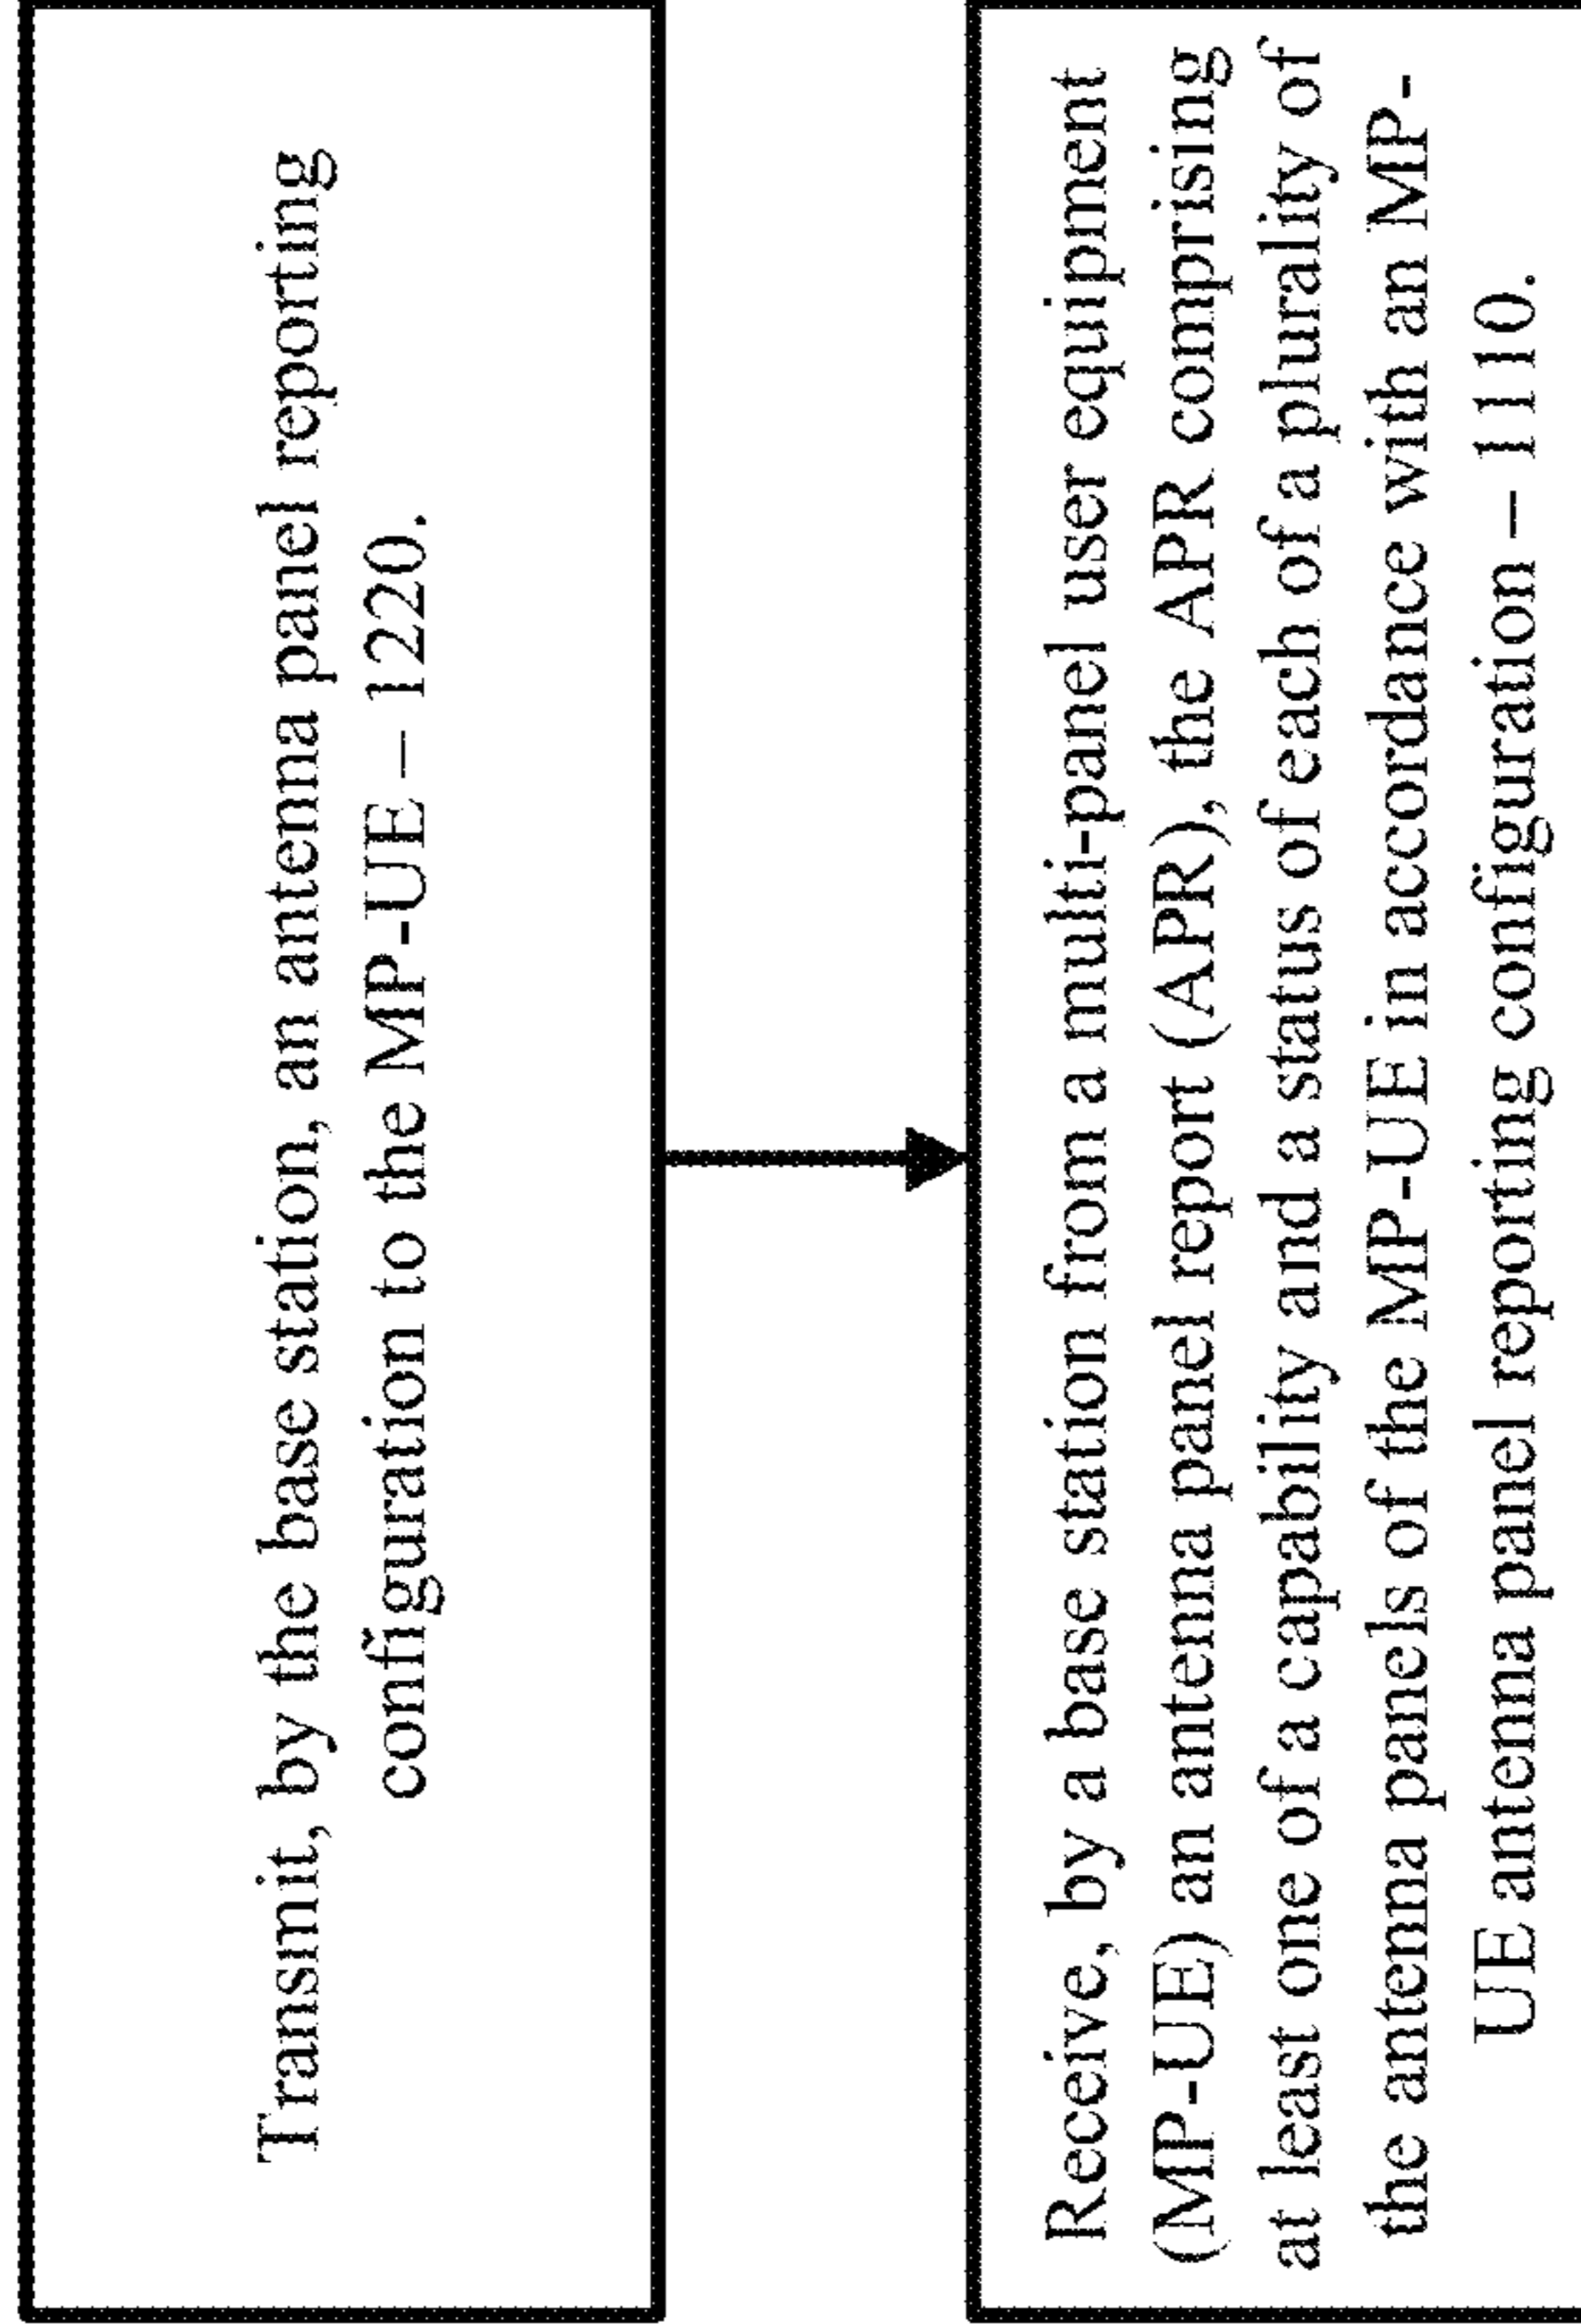 Transmit, by the base station, an antenna panel reporting
configuration to the MP-UE – 1220.
Receive, by a base station from a multi-panel user equipment
(MP-UE) an antenna panel report (APR), the APR comprising
at least one of a capability and a status of each of a plurality of
the antenna panels of the MP-UE in accordance with an MP-
UE antenna panel reporting configuration – 1110.